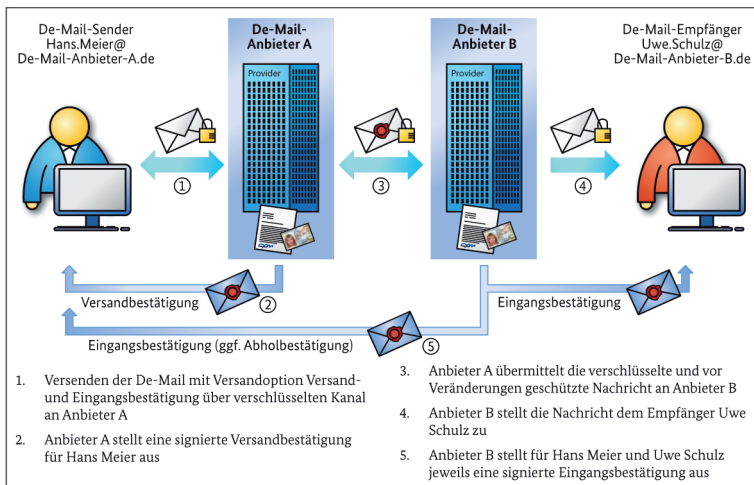 De-Mail-Sender
Hans.Meier@
De-Mail-Anbieter-A.de
De-Mail-
Anbieter A
De-Mail-
Anbieter B
De-Mail-Empfänger
Uwe.Schulz@
De-Mail-Anbieter-B.de
Provider
Provider
①
③
④
Versandbestätigung
②
Eingangsbestätigung
Eingangsbestätigung (ggf. Abholbestätigung)
⑤
1. Versenden der De-Mail mit Versandoption Versand-
und Eingangsbestätigung über verschlüsselten Kanal
an Anbieter A
2. Anbieter A stellt eine signierte Versandbestätigung
für Hans Meier aus
3. Anbieter A übermittelt die verschlüsselte und vor
Veränderungen geschützte Nachricht an Anbieter B
4. Anbieter B stellt die Nachricht dem Empfänger Uwe
Schulz zu
5. Anbieter B stellt für Hans Meier und Uwe Schulz
jeweils eine signierte Eingangsbestätigung aus